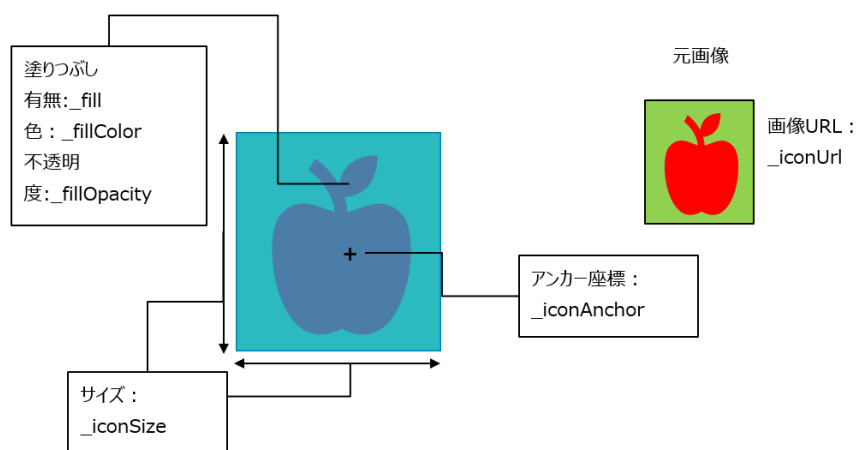 塗りつぶし
有無:_fill
色：_fillColor
不透明
度:_fillOpacity
元画像
画像URL：
_iconUrl
アンカー座標：
_iconAnchor
サイズ：
_iconSize